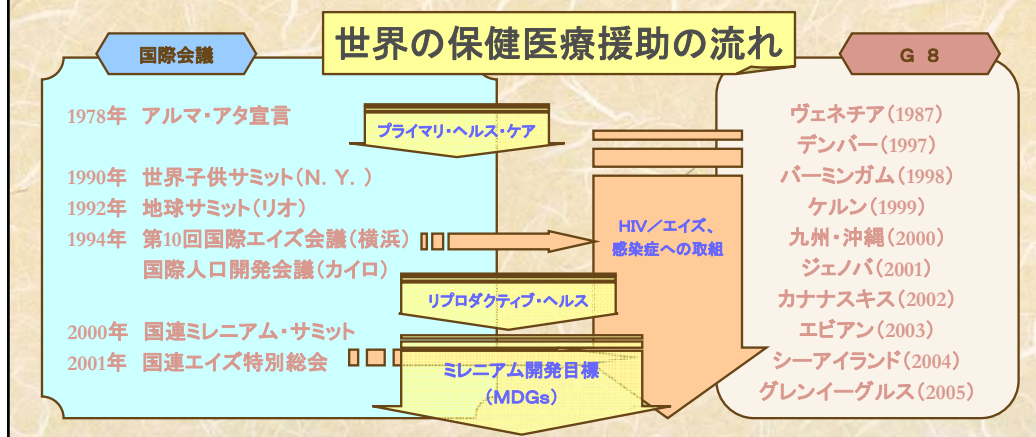 世界の保健医療援助の流れ
国際会議
1978年 アルマ・アタ宣言
1990年 世界子供サミット(N．Y．)
1992年 地球サミット(リオ)
1994年 第10回国際エイズ会議(横浜)
国際人口開発会議(カイロ)
2000年 国連ミレニアム・サミット
2001年 国連エイズ特別総会
プライマリ・ヘルス・ケア
HIV／エイズ、
感染症への取組
リプロダクティブ・ヘルス
ミレニアム開発目標
(MDGs)
G 8
ヴェネチア(1987)
デンバー(1997)
バーミンガム(1998)
ケルン(1999)
九州・沖縄(2000)
ジェノバ(2001)
カナナスキス(2002)
エビアン(2003)
シーアイランド(2004)
グレンイーグルス(2005)